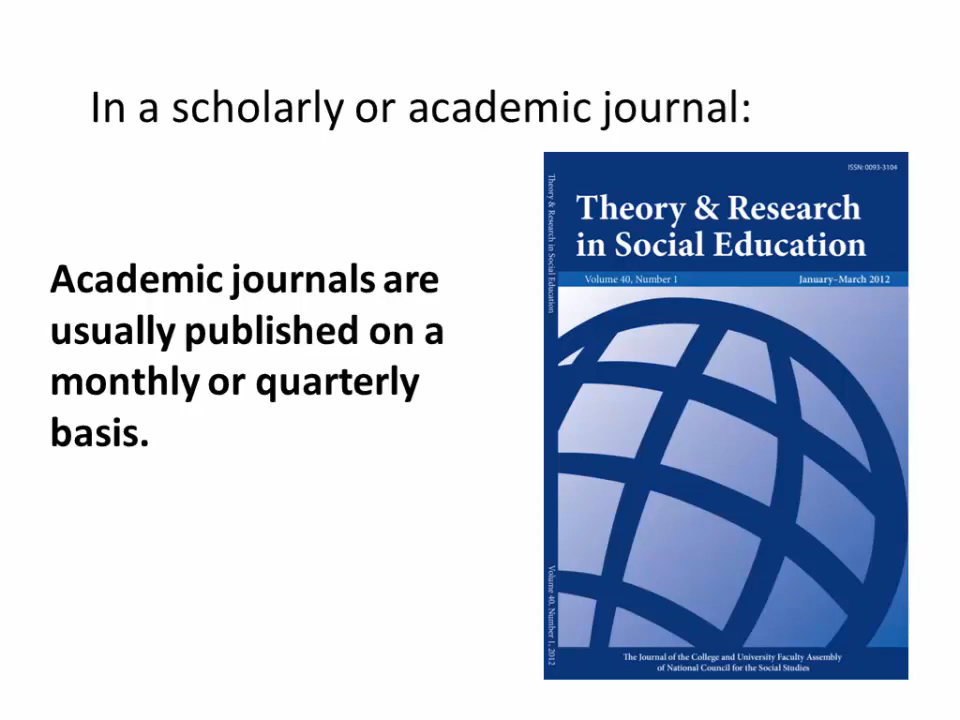 In a scholarly or academic journal:
Academic journals are
usually published on a
monthly or quarterly
basis.
ISSN: 0093-3104
Theory & Research
in Social Education
Volume 40, Number 1
January–March 2012
Theory & Research in Social Education
Volume 40, Number 1, 2012
The Journal of the College and University Faculty Assembly
of National Council for the Social Studies